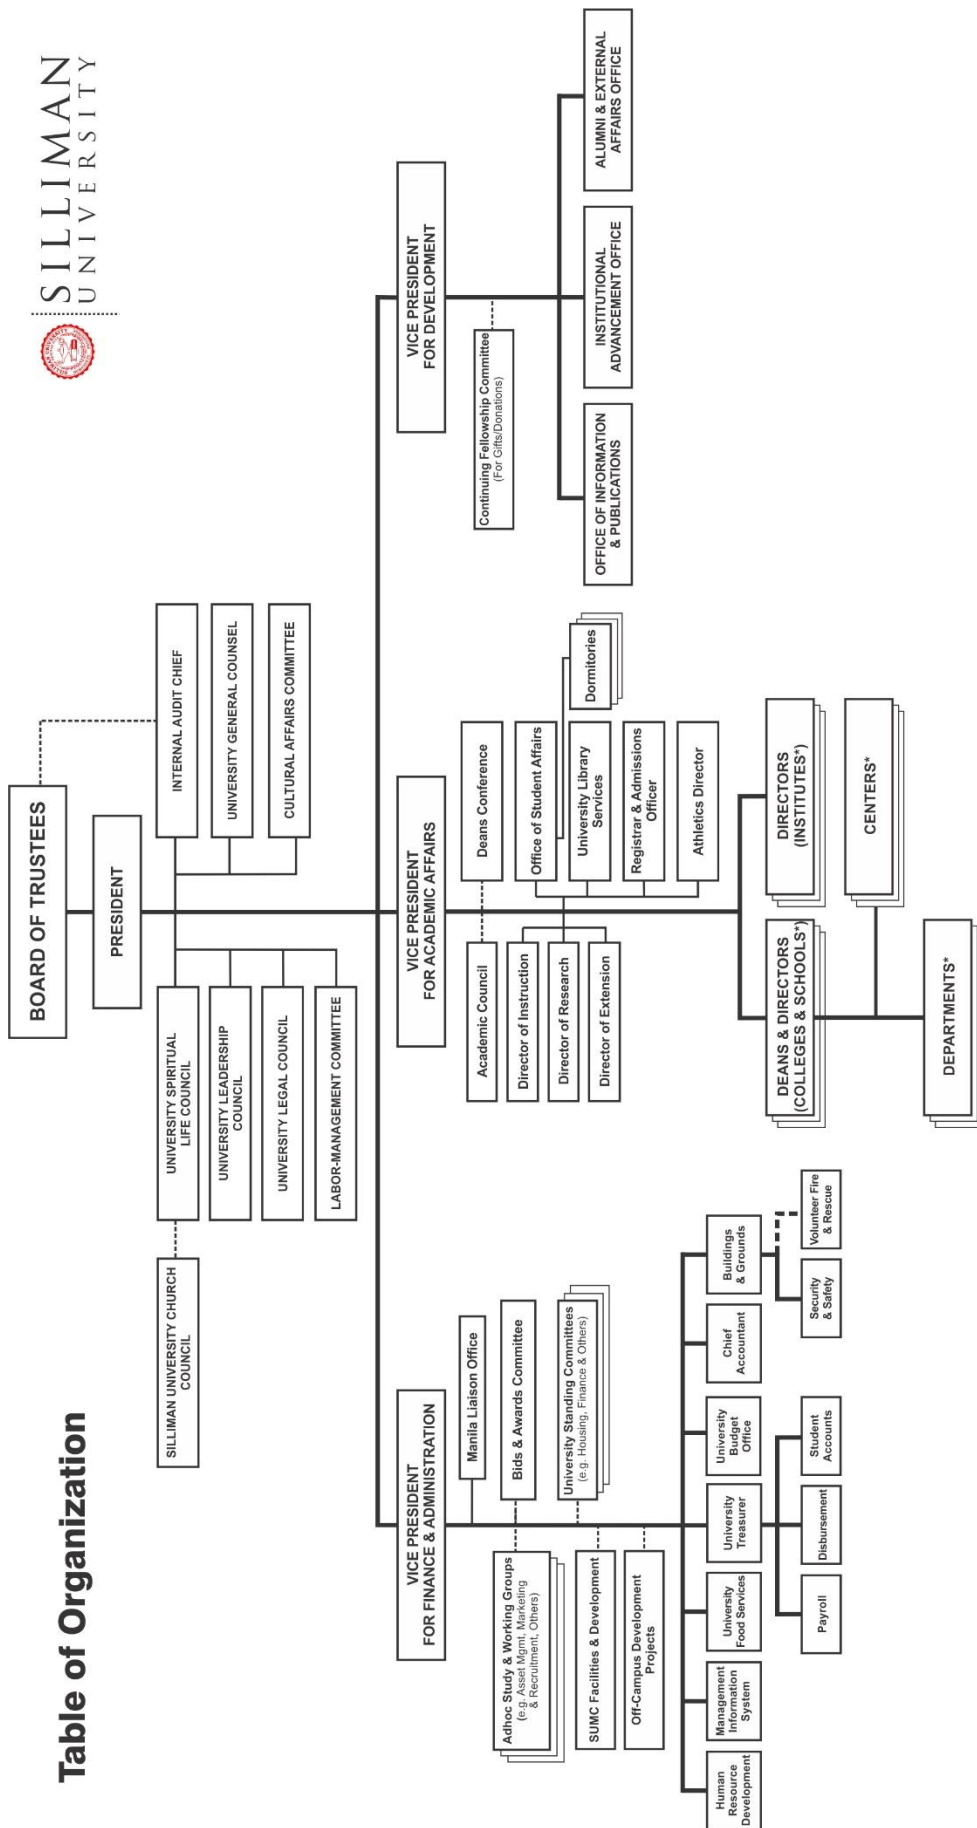 Table of Organization
SILLIMAN
UNIVERSITY
BOARD OF TRUSTEES
PRESIDENT
SILLIMAN UNIVERSITY CHURCH
COUNCIL
UNIVERSITY SPIRITUAL
LIFE COUNCIL
UNIVERSITY LEADERSHIP
COUNCIL
UNIVERSITY LEGAL COUNCIL
LABOR-MANAGEMENT COMMITTEE
INTERNAL AUDIT CHIEF
UNIVERSITY GENERAL COUNSEL
CULTURAL AFFAIRS COMMITTEE
VICE PRESIDENT
FOR FINANCE & ADMINISTRATION
Manila Liaison Office
Adhoc Study & Working Groups
(e.g. Asset Mgmt, Marketing
& Recruitment, Others)
Bids & Awards Committee
University Standing Committees
(e.g. Housing, Finance & Others)
SUMC Facilities & Development
Off-Campus Development
Projects
Human
Resource
Development
Management
Information
System
University
Food Services
University
Treasurer
University
Budget
Office
Chief
Accountant
Buildings
& Grounds
Payroll
Disbursement
Student
Accounts
Security
& Safety
Volunteer Fire
& Rescue
VICE PRESIDENT
FOR ACADEMIC AFFAIRS
Academic Council
Deans Conference
Director of Instruction
Director of Research
Director of Extension
Office of Student Affairs
Dormitories
University Library
Services
Registrar & Admissions
Officer
Athletics Director
DEANS & DIRECTORS
(COLLEGES & SCHOOLS*)
DIRECTORS
(INSTITUTES*)
CENTERS*
DEPARTMENTS*
VICE PRESIDENT
FOR DEVELOPMENT
Continuing Fellowship Committee
(For Gifts/Donations)
OFFICE OF INFORMATION
& PUBLICATIONS
INSTITUTIONAL
ADVANCEMENT OFFICE
ALUMNI & EXTERNAL
AFFAIRS OFFICE